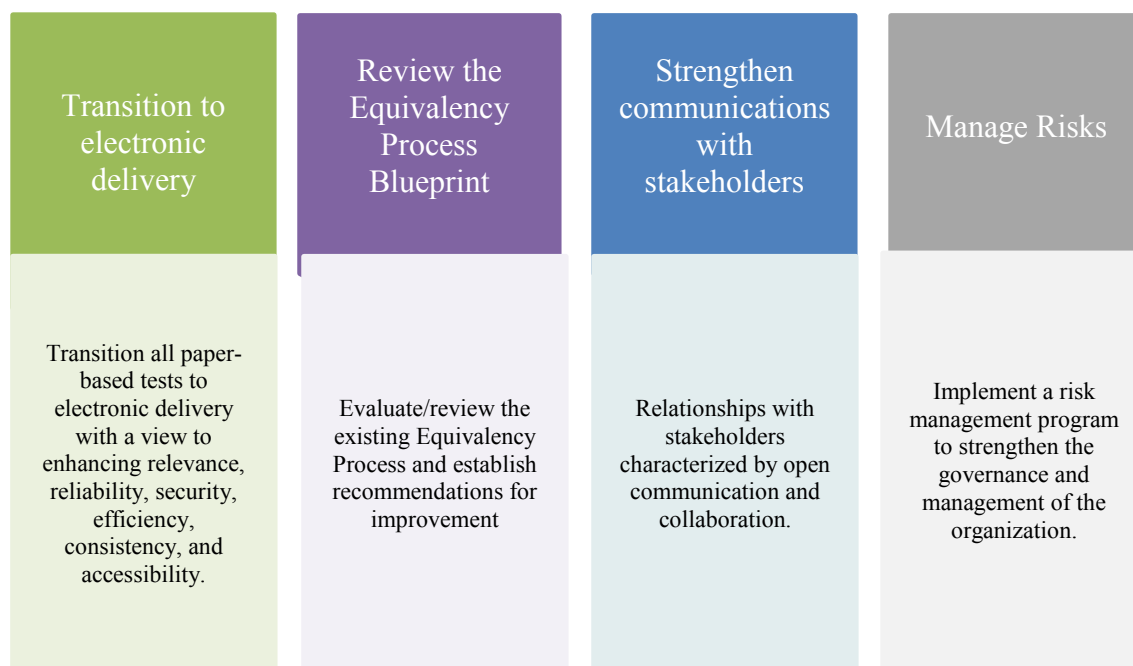 Transition to
electronic
delivery
Transition all paper-
based tests to
electronic delivery
with a view to
enhancing relevance,
reliability, security,
efficiency,
consistency, and
accessibility.
Review the
Equivalency
Process
Blueprint
Evaluate/review the
existing Equivalency
Process and establish
recommendations for
improvement
Strengthen
communications
with
stakeholders
Relationships with
stakeholders
characterized by open
communication and
collaboration.
Manage Risks
Implement a risk
management program
to strengthen the
governance and
management of the
organization.